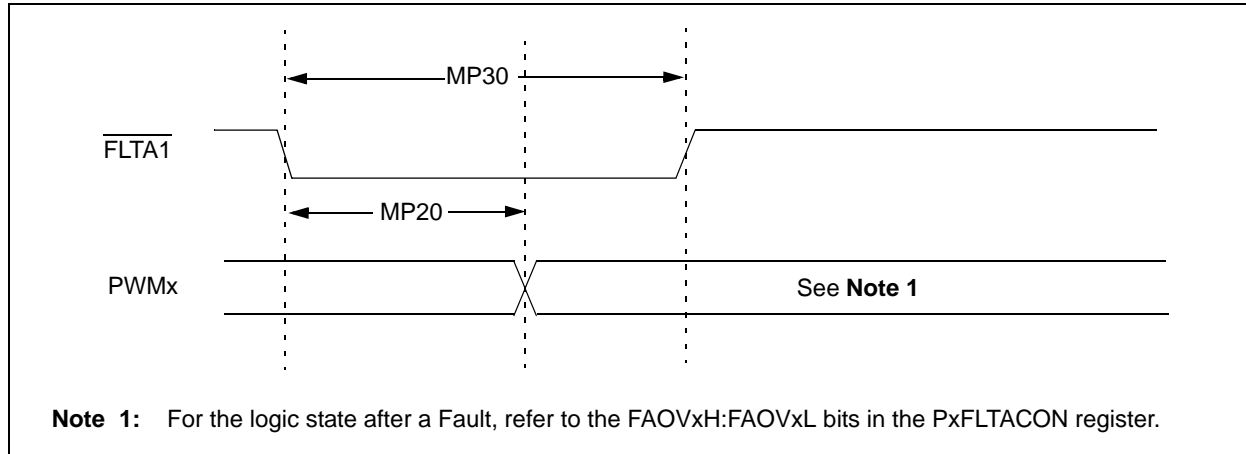 MP30
FLTA1
MP20
PWMx
See Note 1
Note 1: For the logic state after a Fault, refer to the FAOVxH:FAOVxL bits in the PxFLTACON register.